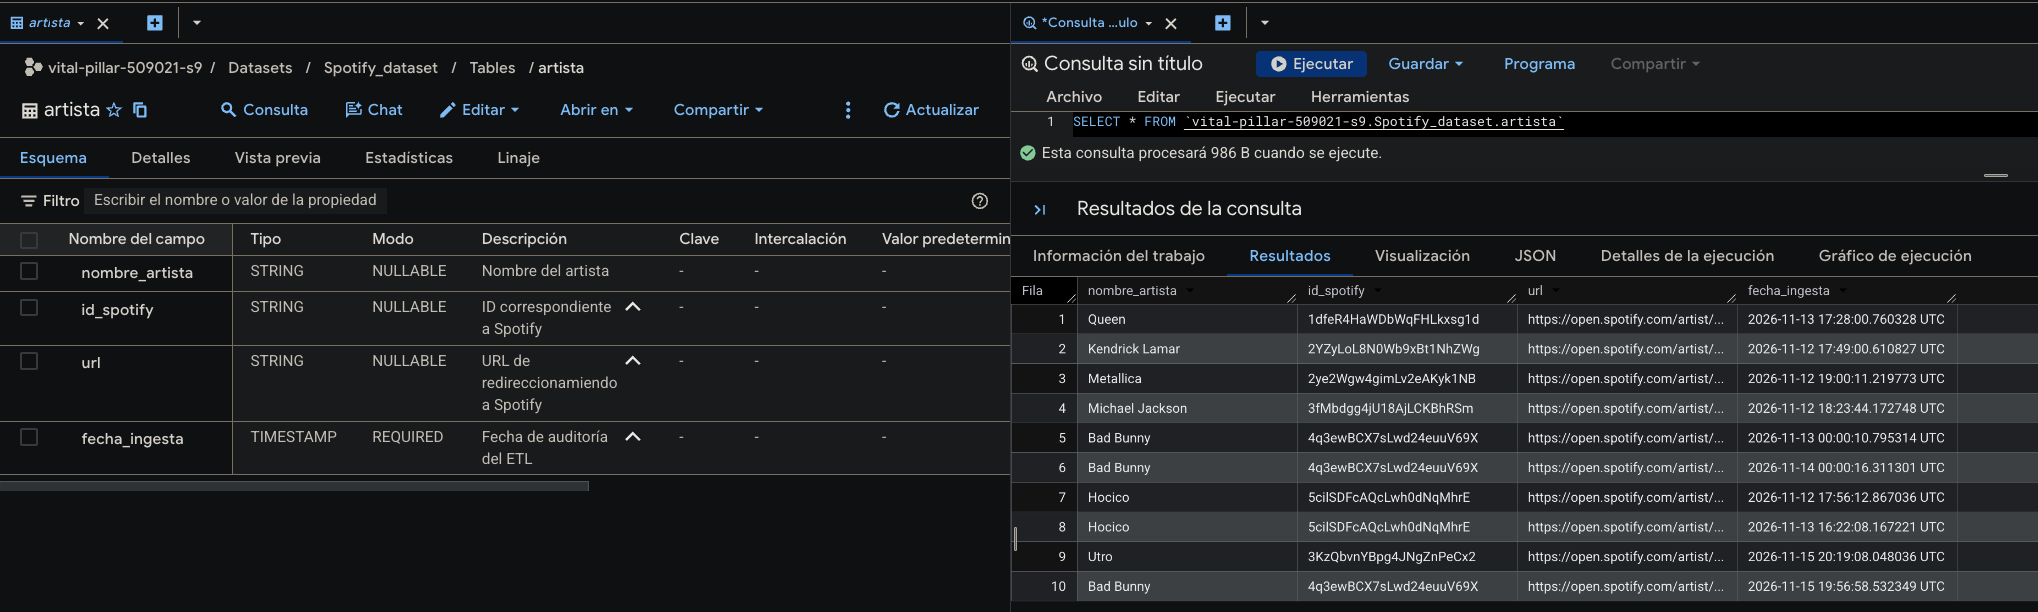 artista
vital-pillar-509021-s9 / Datasets / Spotify_dataset / Tables / artista
artista Consulta Chat Editar Abrir en Compartir Actualizar
Esquema Detalles Vista previa Estadísticas Linaje
Filtro Escribir el nombre o valor de la propiedad
Nombre del campo Tipo Modo Descripción Clave Intercalación Valor predetermin
nombre_artista STRING NULLABLE Nombre del artista - - -
id_spotify STRING NULLABLE ID correspondiente - - -
a Spotify
url STRING NULLABLE URL de - - -
redireccionamiendo
a Spotify
fecha_ingesta TIMESTAMP REQUIRED Fecha de auditoría - - -
del ETL
*Consulta ...ulo
Consulta sin título Ejecutar Guardar Programa Compartir
Archivo Editar Ejecutar Herramientas
1 SELECT * FROM `vital-pillar-509021-s9.Spotify_dataset.artista`
Esta consulta procesará 986 B cuando se ejecute.
Resultados de la consulta
Información del trabajo Resultados Visualización JSON Detalles de la ejecución Gráfico de ejecución
Fila nombre_artista id_spotify url fecha_ingesta
1 Queen 1dfeR4HaWDbWqFHLkxsg1d https://open.spotify.com/artist/... 2026-11-13 17:28:00.760328 UTC
2 Kendrick Lamar 2YZyLoL8N0Wb9xBt1NhZWg https://open.spotify.com/artist/... 2026-11-12 17:49:00.610827 UTC
3 Metallica 2ye2Wgw4gimLv2eAKyk1NB https://open.spotify.com/artist/... 2026-11-12 19:00:11.219773 UTC
4 Michael Jackson 3fMbdgg4jU18AjLCKBhRSm https://open.spotify.com/artist/... 2026-11-12 18:23:44.172748 UTC
5 Bad Bunny 4q3ewBCX7sLwd24euuV69X https://open.spotify.com/artist/... 2026-11-13 00:00:10.795314 UTC
6 Bad Bunny 4q3ewBCX7sLwd24euuV69X https://open.spotify.com/artist/... 2026-11-14 00:00:16.311301 UTC
7 Hocico 5cilSDFcAQcLwh0dNqMhrE https://open.spotify.com/artist/... 2026-11-12 17:56:12.867036 UTC
8 Hocico 5cilSDFcAQcLwh0dNqMhrE https://open.spotify.com/artist/... 2026-11-13 16:22:08.167221 UTC
9 Utro 3KzQbvnYBpg4JNgZnPeCx2 https://open.spotify.com/artist/... 2026-11-15 20:19:08.048036 UTC
10 Bad Bunny 4q3ewBCX7sLwd24euuV69X https://open.spotify.com/artist/... 2026-11-15 19:56:58.532349 UTC